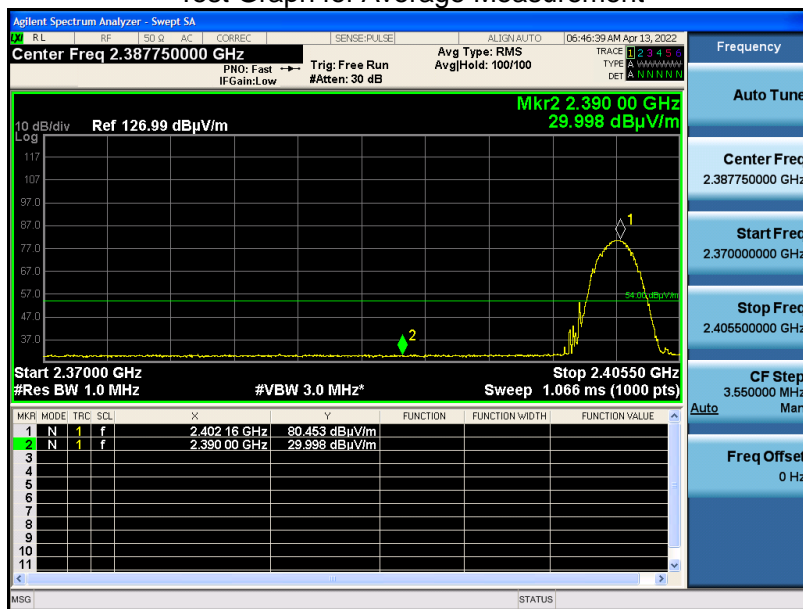 Test Graph for Average Measurement
Agilent Spectrum Analyzer - Swept SA
LXI RL RF 50 Ω AC CORREC SENSE:PULSE ALIGN AUTO 06:46:39 AM Apr 13, 2022
Center Freq 2.387750000 GHz
PNO: Fast
IFGain:Low
Trig: Free Run
#Atten: 30 dB
Avg Type: RMS
Avg|Hold: 100/100
TRACE 1 2 3 4 5 6
TYPE A WWWWW
DET A N N N N N
Frequency
Mkr2 2.390 00 GHz
29.998 dBµV/m
10 dB/div
Log
Ref 126.99 dBµV/m
117
107
97.0
87.0
77.0
67.0
57.0
47.0
37.0
1
54.00 dBµV/m
2
Start 2.37000 GHz
Stop 2.40550 GHz
#Res BW 1.0 MHz
#VBW 3.0 MHz*
Sweep 1.066 ms (1000 pts)
MKR MODE TRC SCL X Y FUNCTION FUNCTION WIDTH FUNCTION VALUE
1 N 1 f 2.402 16 GHz 80.453 dBµV/m
2 N 1 f 2.390 00 GHz 29.998 dBµV/m
3
4
5
6
7
8
9
10
11
MSG
STATUS
Auto Tune
Center Freq
2.387750000 GHz
Start Freq
2.370000000 GHz
Stop Freq
2.405500000 GHz
CF Step
3.550000 MHz
Auto Man
Freq Offset
0 Hz